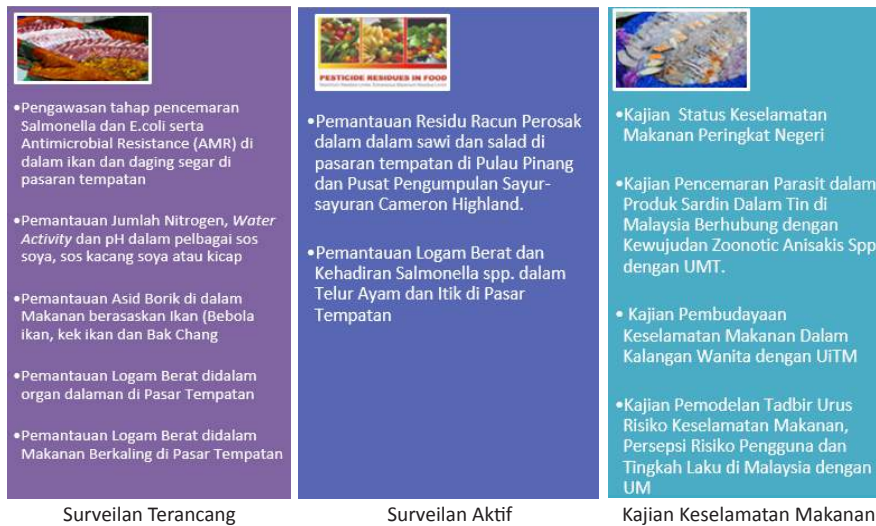 •Pengawasan tahap pencemaran
Salmonella dan E.coli serta
Antimicrobial Resistance (AMR) di
dalam ikan dan daging segar di
pasaran tempatan
•Pemantauan Jumlah Nitrogen, Water
Activity dan pH dalam pelbagai sos
soya, sos kacang soya atau kicap
•Pemantauan Asid Borik di dalam
Makanan berasaskan Ikan (Bebola
ikan, kek ikan dan Bak Chang
•Pemantauan Logam Berat didalam
organ dalaman di Pasar Tempatan
•Pemantauan Logam Berat didalam
Makanan Berkaling di Pasar Tempatan
Surveilan Terancang
PESTICIDE RESIDUES IN FOOD
•Pemantauan Residu Racun Perosak
dalam dalam sawi dan salad di
pasaran tempatan di Pulau Pinang
dan Pusat Pengumpulan Sayur-
sayuran Cameron Highland.
•Pemantauan Logam Berat dan
Kehadiran Salmonella spp. dalam
Telur Ayam dan Itik di Pasar
Tempatan
Surveilan Aktif
•Kajian Status Keselamatan
Makanan Peringkat Negeri
•Kajian Pencemaran Parasit dalam
Produk Sardin Dalam Tin di
Malaysia Berhubung dengan
Kewujudan Zoonotic Anisakis Spp
dengan UMT.
• Kajian Pembudayaan
Keselamatan Makanan Dalam
Kalangan Wanita dengan UiTM
•Kajian Pemodelan Tadbir Urus
Risiko Keselamatan Makanan,
Persepsi Risiko Pengguna dan
Tingkah Laku di Malaysia dengan
UM
Kajian Keselamatan Makanan